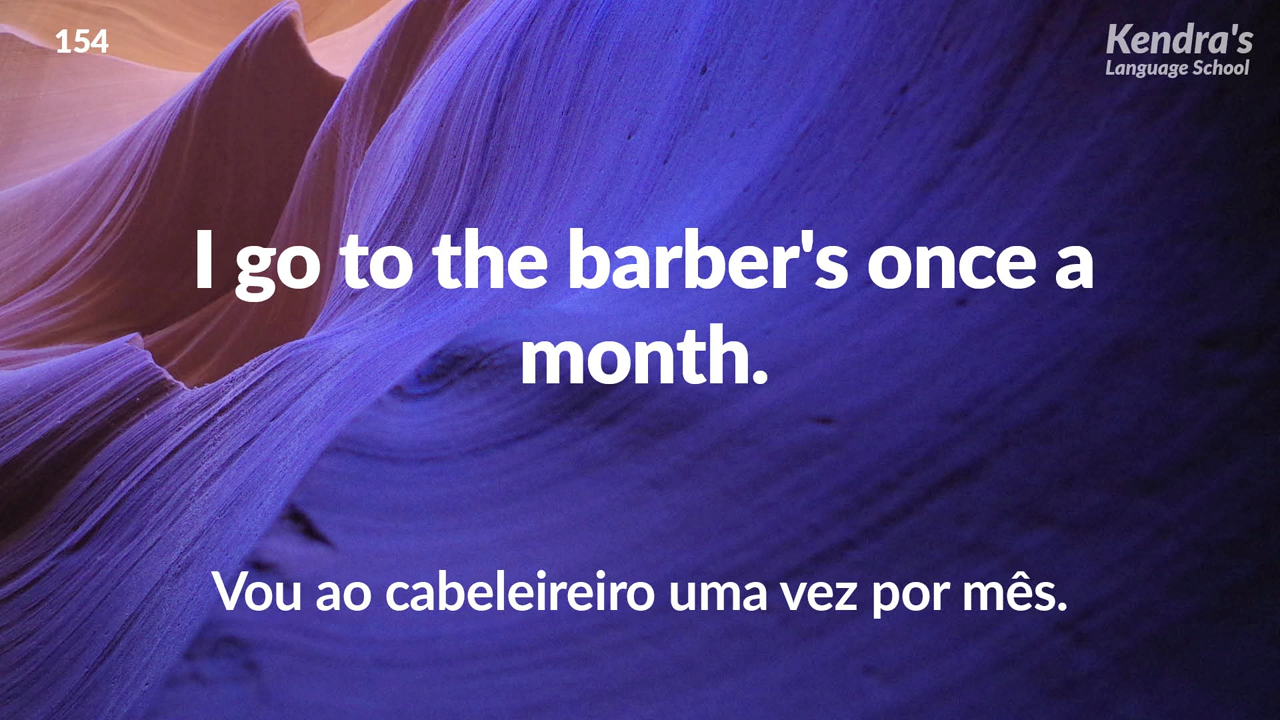 154
Kendra's
Language School
I go to the barber's once a
month.
Vou ao cabeleireiro uma vez por mês.